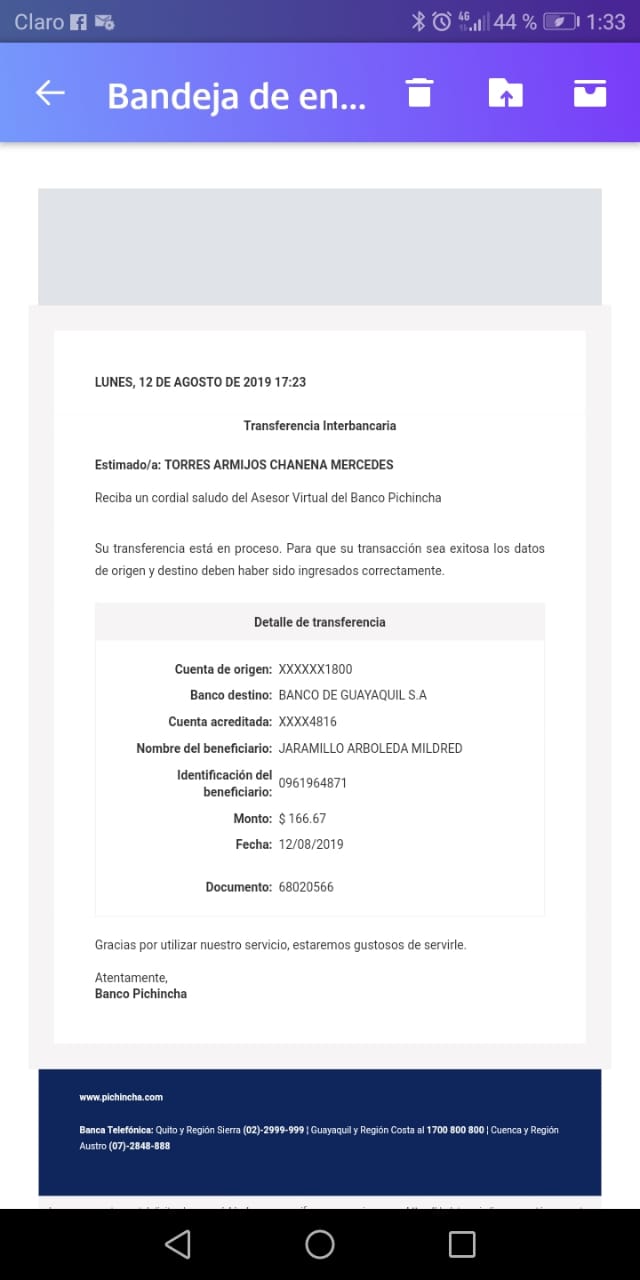 Claro 4G 44 % 1:33
Bandeja de en...
LUNES, 12 DE AGOSTO DE 2019 17:23
Transferencia Interbancaria
Estimado/a: TORRES ARMIJOS CHANENA MERCEDES
Reciba un cordial saludo del Asesor Virtual del Banco Pichincha
Su transferencia está en proceso. Para que su transacción sea exitosa los datos
de origen y destino deben haber sido ingresados correctamente.
Detalle de transferencia
Cuenta de origen: XXXXXX1800
Banco destino: BANCO DE GUAYAQUIL S.A
Cuenta acreditada: XXXX4816
Nombre del beneficiario: JARAMILLO ARBOLEDA MILDRED
Identificación del
beneficiario: 0961964871
Monto: $ 166.67
Fecha: 12/08/2019
Documento: 68020566
Gracias por utilizar nuestro servicio, estaremos gustosos de servirle.
Atentamente,
Banco Pichincha
www.pichincha.com
Banca Telefónica: Quito y Región Sierra (02)-2999-999 ¦ Guayaquil y Región Costa al 1700 800 800 ¦ Cuenca y Región
Austro (07)-2848-888